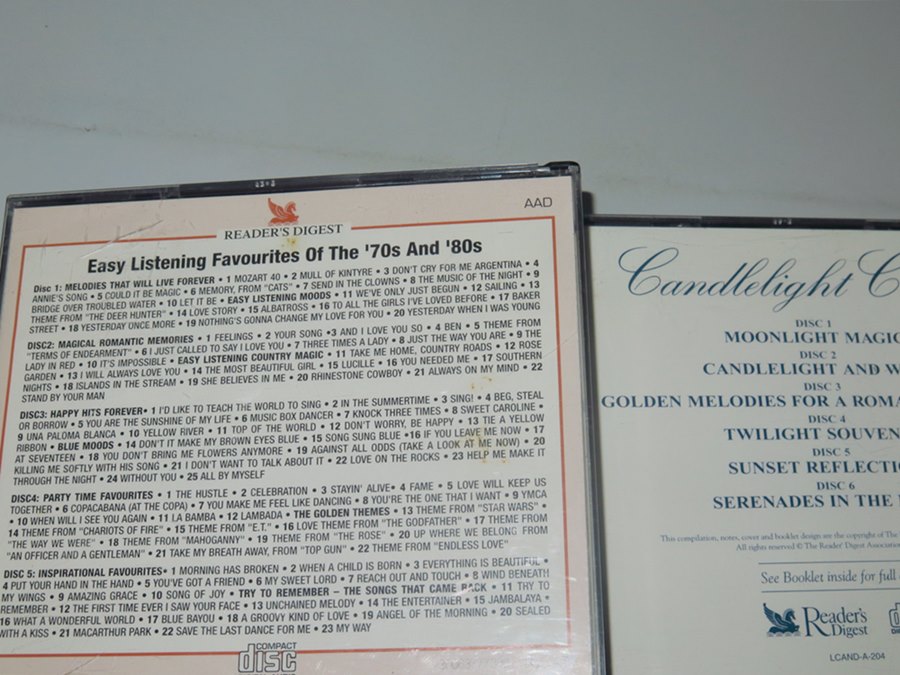 AAD
READER'S DIGEST
Easy Listening Favourites Of The '70s And '80s
Disc 1: MELODIES THAT WILL LIVE FOREVER • 1 MOZART 40 • 2 MULL OF KINTYRE • 3 DON'T CRY FOR ME ARGENTINA • 4
ANNIE'S SONG • 5 COULD IT BE MAGIC • 6 MEMORY, FROM "CATS" • 7 SEND IN THE CLOWNS • 8 THE MUSIC OF THE NIGHT • 9
BRIDGE OVER TROUBLED WATER • 10 LET IT BE • EASY LISTENING MOODS • 11 WE'VE ONLY JUST BEGUN • 12 SAILING • 13
THEME FROM "THE DEER HUNTER" • 14 LOVE STORY • 15 ALBATROSS • 16 TO ALL THE GIRLS I'VE LOVED BEFORE • 17 BAKER
STREET • 18 YESTERDAY ONCE MORE • 19 NOTHING'S GONNA CHANGE MY LOVE FOR YOU • 20 YESTERDAY WHEN I WAS YOUNG
DISC2: MAGICAL ROMANTIC MEMORIES • 1 FEELINGS • 2 YOUR SONG •3 AND I LOVE YOU SO • 4 BEN • 5 THEME FROM
"TERMS OF ENDEARMENT" • 6 I JUST CALLED TO SAY I LOVE YOU • 7 THREE TIMES A LADY • 8 JUST THE WAY YOU ARE • 9 THE
LADY IN RED • 10 IT'S IMPOSSIBLE • EASY LISTENING COUNTRY MAGIC • 11 TAKE ME HOME, COUNTRY ROADS • 12 ROSE
GARDEN • 13 I WILL ALWAYS LOVE YOU • 14 THE MOST BEAUTIFUL GIRL • 15 LUCILLE • 16 YOU NEEDED ME • 17 SOUTHERN
NIGHTS • 18 ISLANDS IN THE STREAM • 19 SHE BELIEVES IN ME • 20 RHINESTONE COWBOY • 21 ALWAYS ON MY MIND • 22
STAND BY YOUR MAN
DISC3: HAPPY HITS FOREVER• 1 I'D LIKE TO TEACH THE WORLD TO SING • 2 IN THE SUMMERTIME • 3 SING! • 4 BEG, STEAL
OR BORROW • 5 YOU ARE THE SUNSHINE OF MY LIFE • 6 MUSIC BOX DANCER • 7 KNOCK THREE TIMES • 8 SWEET CAROLINE •
9 UNA PALOMA BLANCA • 10 YELLOW RIVER • 11 TOP OF THE WORLD • 12 DON'T WORRY, BE HAPPY • 13 TIE A YELLOW
RIBBON • BLUE MOODS • 14 DON'T IT MAKE MY BROWN EYES BLUE • 15 SONG SUNG BLUE •16 IF YOU LEAVE ME NOW • 17
AT SEVENTEEN • 18 YOU DON'T BRING ME FLOWERS ANYMORE • 19 AGAINST ALL ODDS (TAKE A LOOK AT ME NOW) • 20
KILLING ME SOFTLY WITH HIS SONG • 21 I DON'T WANT TO TALK ABOUT IT • 22 LOVE ON THE ROCKS • 23 HELP ME MAKE IT
THROUGH THE NIGHT • 24 WITHOUT YOU • 25 ALL BY MYSELF
DISC4: PARTY TIME FAVOURITES • 1 THE HUSTLE • 2 CELEBRATION • 3 STAYIN' ALIVE• 4 FAME • 5 LOVE WILL KEEP US
TOGETHER • 6 COPACABANA (AT THE COPA) • 7 YOU MAKE ME FEEL LIKE DANCING • 8 YOU'RE THE ONE THAT I WANT • 9 YMCA
• 10 WHEN WILL I SEE YOU AGAIN • 11 LA BAMBA • 12 LAMBADA • THE GOLDEN THEMES • 13 THEME FROM "STAR WARS" •
14 THEME FROM "CHARIOTS OF FIRE" • 15 THEME FROM "E.T." • 16 LOVE THEME FROM "THE GODFATHER" • 17 THEME FROM
"THE WAY WE WERE" • 18 THEME FROM "MAHOGANNY" • 19 THEME FROM "THE ROSE" • 20 UP WHERE WE BELONG FROM
"AN OFFICER AND A GENTLEMAN" • 21 TAKE MY BREATH AWAY, FROM "TOP GUN" • 22 THEME FROM "ENDLESS LOVE"
DISC 5: INSPIRATIONAL FAVOURITES• 1 MORNING HAS BROKEN • 2 WHEN A CHILD IS BORN • 3 EVERYTHING IS BEAUTIFUL •
4 PUT YOUR HAND IN THE HAND • 5 YOU'VE GOT A FRIEND • 6 MY SWEET LORD • 7 REACH OUT AND TOUCH • 8 WIND BENEATH
MY WINGS • 9 AMAZING GRACE • 10 SONG OF JOY • TRY TO REMEMBER – THE SONGS THAT CAME BACK • 11 TRY TO
REMEMBER • 12 THE FIRST TIME EVER I SAW YOUR FACE • 13 UNCHAINED MELODY • 14 THE ENTERTAINER • 15 JAMBALAYA •
16 WHAT A WONDERFUL WORLD • 17 BLUE BAYOU • 18 A GROOVY KIND OF LOVE • 19 ANGEL OF THE MORNING • 20 SEALED
WITH A KISS • 21 MACARTHUR PARK • 22 SAVE THE LAST DANCE FOR ME • 23 MY WAY
COMPACT
disc
Candlelight C
DISC 1
MOONLIGHT MAGIC
DISC 2
CANDLELIGHT AND W
DISC 3
GOLDEN MELODIES FOR A ROMA
DISC 4
TWILIGHT SOUVEN
DISC 5
SUNSET REFLECTIO
DISC 6
SERENADES IN THE
This compilation, notes, cover and booklet design are the copyright of The
All rights reserved © The Reader' Digest Association
See Booklet inside for full
Reader's
Digest
LCAND-A-204